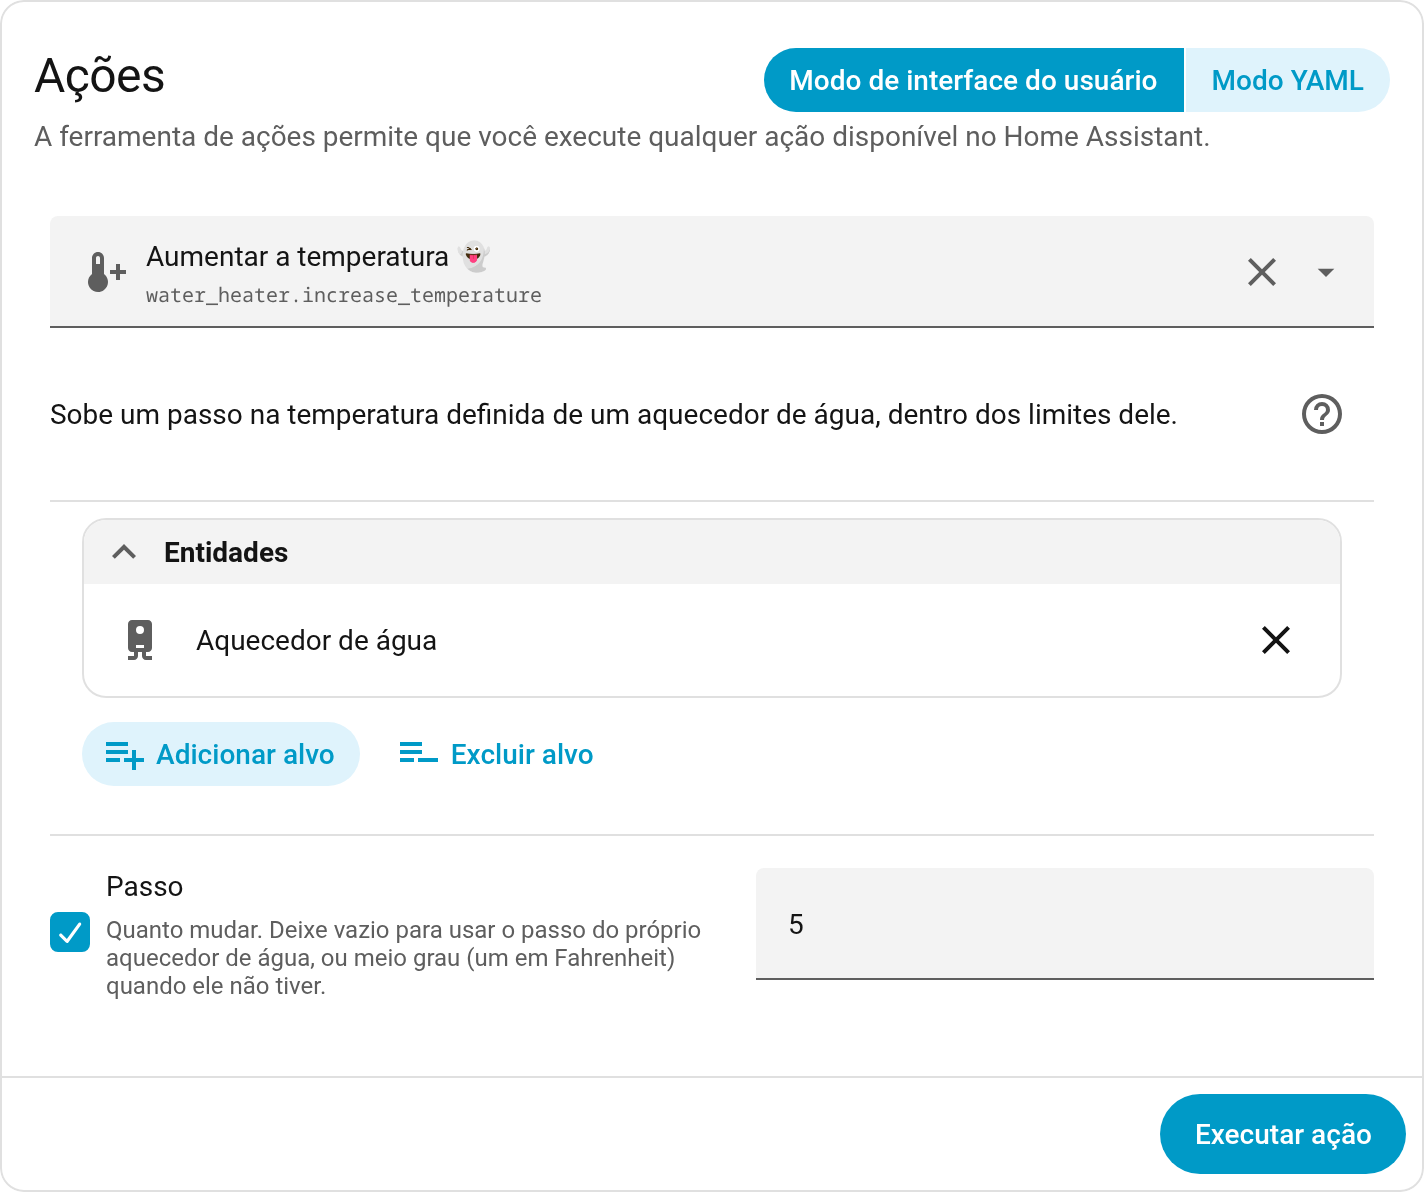 Ações
Modo de interface do usuário
Modo YAML
A ferramenta de ações permite que você execute qualquer ação disponível no Home Assistant.
Aumentar a temperatura 👻
water_heater.increase_temperature
Sobe um passo na temperatura definida de um aquecedor de água, dentro dos limites dele.
Entidades
Aquecedor de água
Adicionar alvo
Excluir alvo
Passo
Quanto mudar. Deixe vazio para usar o passo do próprio
aquecedor de água, ou meio grau (um em Fahrenheit)
quando ele não tiver.
5
Executar ação